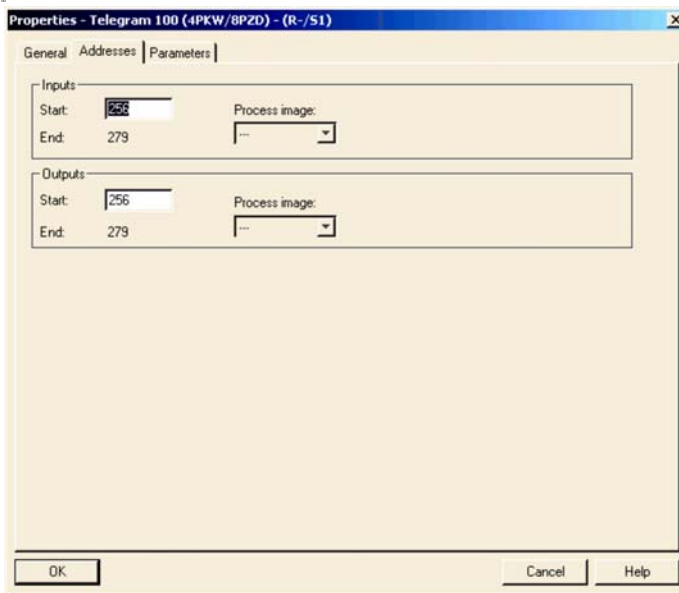 Properties - Telegram 100 (4PKW/8PZD) - (R-/S1)
General Addresses Parameters
Inputs
Start: 256 Process image:
End: 279 ---
Outputs
Start: 256 Process image:
End: 279 ---
OK Cancel Help